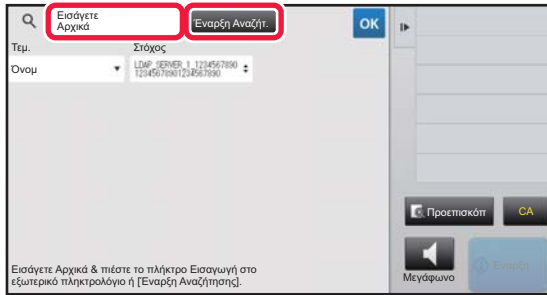 Εισάγετε
Αρχικά
Έναρξη Αναζήτ.
OK
Τεμ.
Στόχος
Όνομ
LDAP_SERVER_1_1234567890
12345678901234567890
Προεπισκόπ
CA
Μεγάφωνο
Έναρξη
Εισάγετε Αρχικά & πιέστε το πλήκτρο Εισαγωγή στο
εξωτερικό πληκτρολόγιο ή [Έναρξη Αναζήτησης].